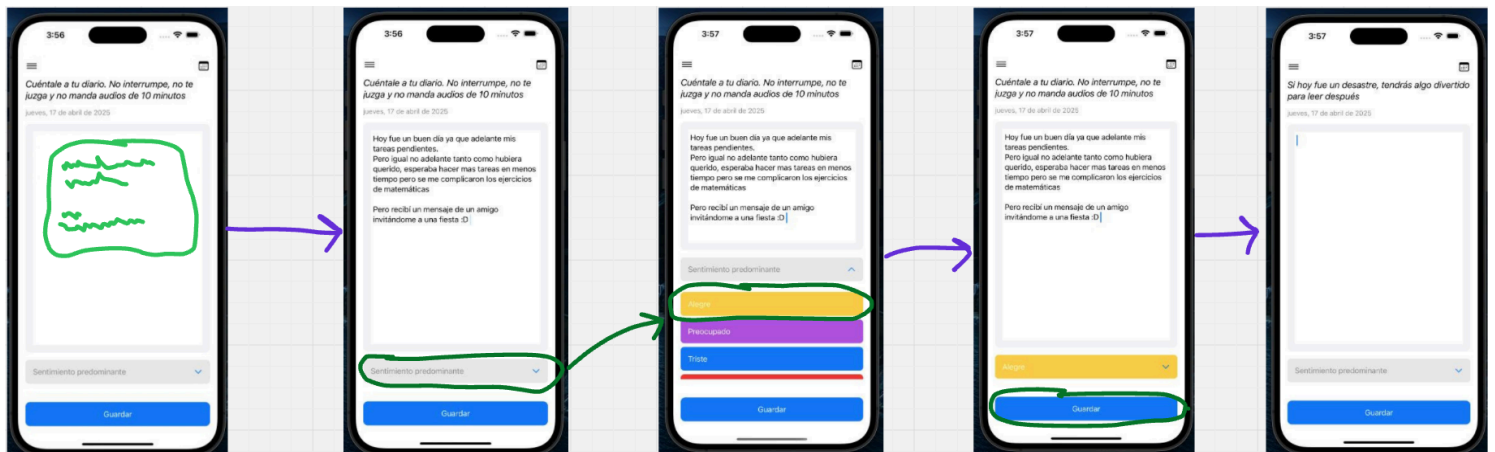 3:56
Cuéntale a tu diario. No interrumpe, no te
juzga y no manda audios de 10 minutos
jueves, 17 de abril de 2025
Sentimiento predominante
Guardar
3:56
Cuéntale a tu diario. No interrumpe, no te
juzga y no manda audios de 10 minutos
jueves, 17 de abril de 2025
Hoy fue un buen día ya que adelante mis
tareas pendientes.
Pero igual no adelante tanto como hubiera
querido, esperaba hacer mas tareas en menos
tiempo pero se me complicaron los ejercicios
de matemáticas
Pero recibí un mensaje de un amigo
invitándome a una fiesta :D
Sentimiento predominante
Guardar
3:57
Cuéntale a tu diario. No interrumpe, no te
juzga y no manda audios de 10 minutos
jueves, 17 de abril de 2025
Hoy fue un buen día ya que adelante mis
tareas pendientes.
Pero igual no adelante tanto como hubiera
querido, esperaba hacer mas tareas en menos
tiempo pero se me complicaron los ejercicios
de matemáticas
Pero recibí un mensaje de un amigo
invitándome a una fiesta :D
Sentimiento predominante
Alegre
Preocupado
Triste
Guardar
3:57
Cuéntale a tu diario. No interrumpe, no te
juzga y no manda audios de 10 minutos
jueves, 17 de abril de 2025
Hoy fue un buen día ya que adelante mis
tareas pendientes.
Pero igual no adelante tanto como hubiera
querido, esperaba hacer mas tareas en menos
tiempo pero se me complicaron los ejercicios
de matemáticas
Pero recibí un mensaje de un amigo
invitándome a una fiesta :D
Alegre
Guardar
3:57
Si hoy fue un desastre, tendrás algo divertido
para leer después
jueves, 17 de abril de 2025
Sentimiento predominante
Guardar